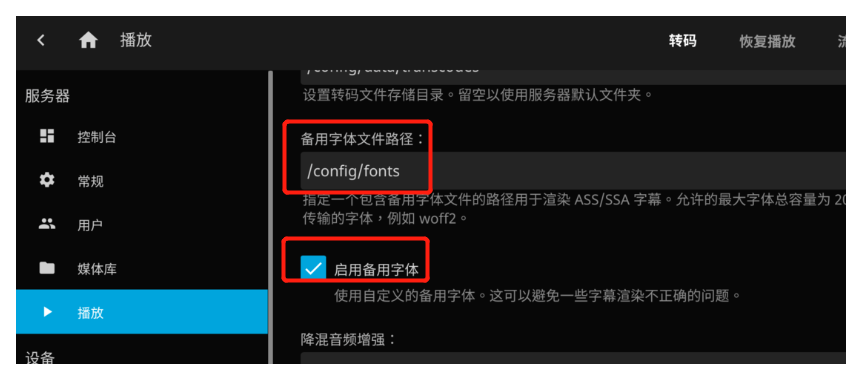 播放
转码
恢复播放
服务器
/config/data/transcodes
设置转码文件存储目录。留空以使用服务器默认文件夹。
控制台
备用字体文件路径：
/config/fonts
常规
指定一个包含备用字体文件的路径用于渲染 ASS/SSA 字幕。允许的最大字体总容量为 20
传输的字体，例如 woff2。
用户
媒体库
启用备用字体
使用自定义的备用字体。这可以避免一些字幕渲染不正确的问题。
播放
降混音频增强：
设备